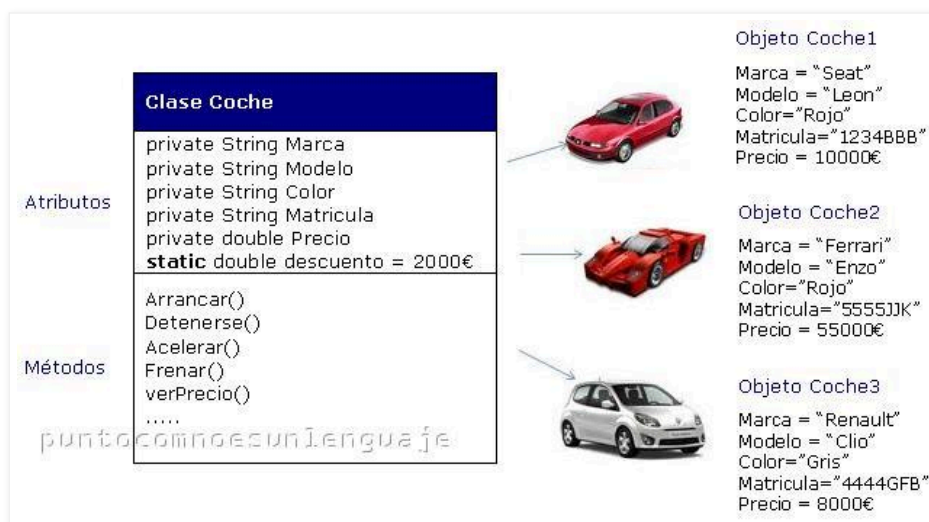 Clase Coche
Atributos
private String Marca
private String Modelo
private String Color
private String Matricula
private double Precio
static double descuento = 2000€
Métodos
Arrancar()
Detenerse()
Acelerar()
Frenar()
verPrecio()
.....
puntocomnoesunlenguaje
Objeto Coche1
Marca = “Seat”
Modelo = “Leon”
Color=”Rojo”
Matricula=”1234BBB”
Precio = 10000€
Objeto Coche2
Marca = “Ferrari”
Modelo = “Enzo”
Color=”Rojo”
Matricula=”5555JJK”
Precio = 55000€
Objeto Coche3
Marca = “Renault”
Modelo = “Clio”
Color=”Gris”
Matricula=”4444GFB”
Precio = 8000€